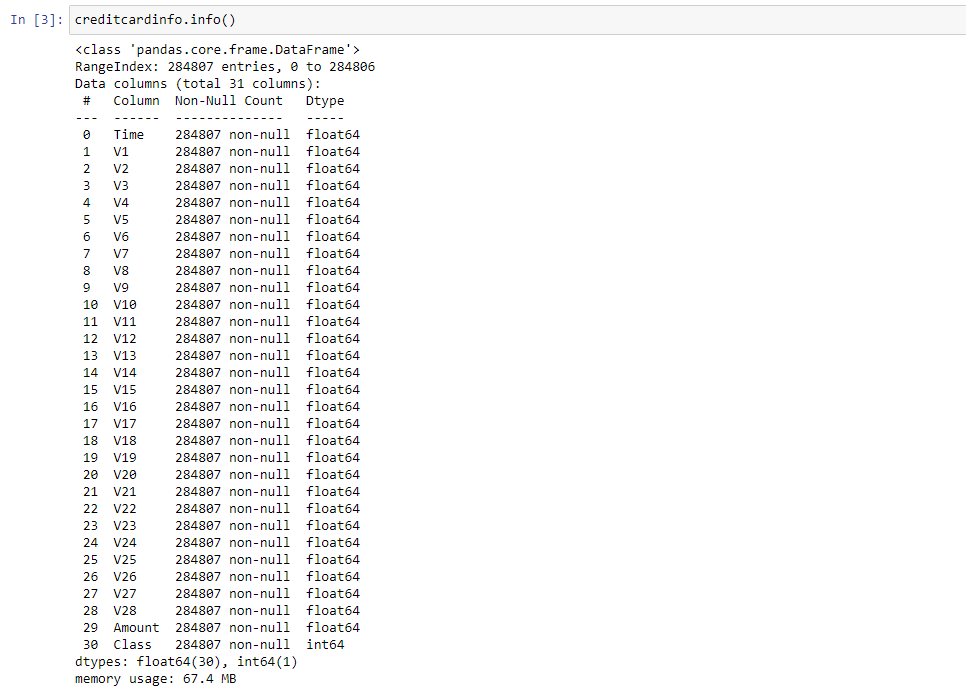 In [3]: creditcardinfo.info()
<class 'pandas.core.frame.DataFrame'>
RangeIndex: 284807 entries, 0 to 284806
Data columns (total 31 columns):
 #   Column  Non-Null Count   Dtype
---  ------  --------------   -----
 0   Time    284807 non-null  float64
 1   V1      284807 non-null  float64
 2   V2      284807 non-null  float64
 3   V3      284807 non-null  float64
 4   V4      284807 non-null  float64
 5   V5      284807 non-null  float64
 6   V6      284807 non-null  float64
 7   V7      284807 non-null  float64
 8   V8      284807 non-null  float64
 9   V9      284807 non-null  float64
 10  V10     284807 non-null  float64
 11  V11     284807 non-null  float64
 12  V12     284807 non-null  float64
 13  V13     284807 non-null  float64
 14  V14     284807 non-null  float64
 15  V15     284807 non-null  float64
 16  V16     284807 non-null  float64
 17  V17     284807 non-null  float64
 18  V18     284807 non-null  float64
 19  V19     284807 non-null  float64
 20  V20     284807 non-null  float64
 21  V21     284807 non-null  float64
 22  V22     284807 non-null  float64
 23  V23     284807 non-null  float64
 24  V24     284807 non-null  float64
 25  V25     284807 non-null  float64
 26  V26     284807 non-null  float64
 27  V27     284807 non-null  float64
 28  V28     284807 non-null  float64
 29  Amount  284807 non-null  float64
 30  Class   284807 non-null  int64
dtypes: float64(30), int64(1)
memory usage: 67.4 MB